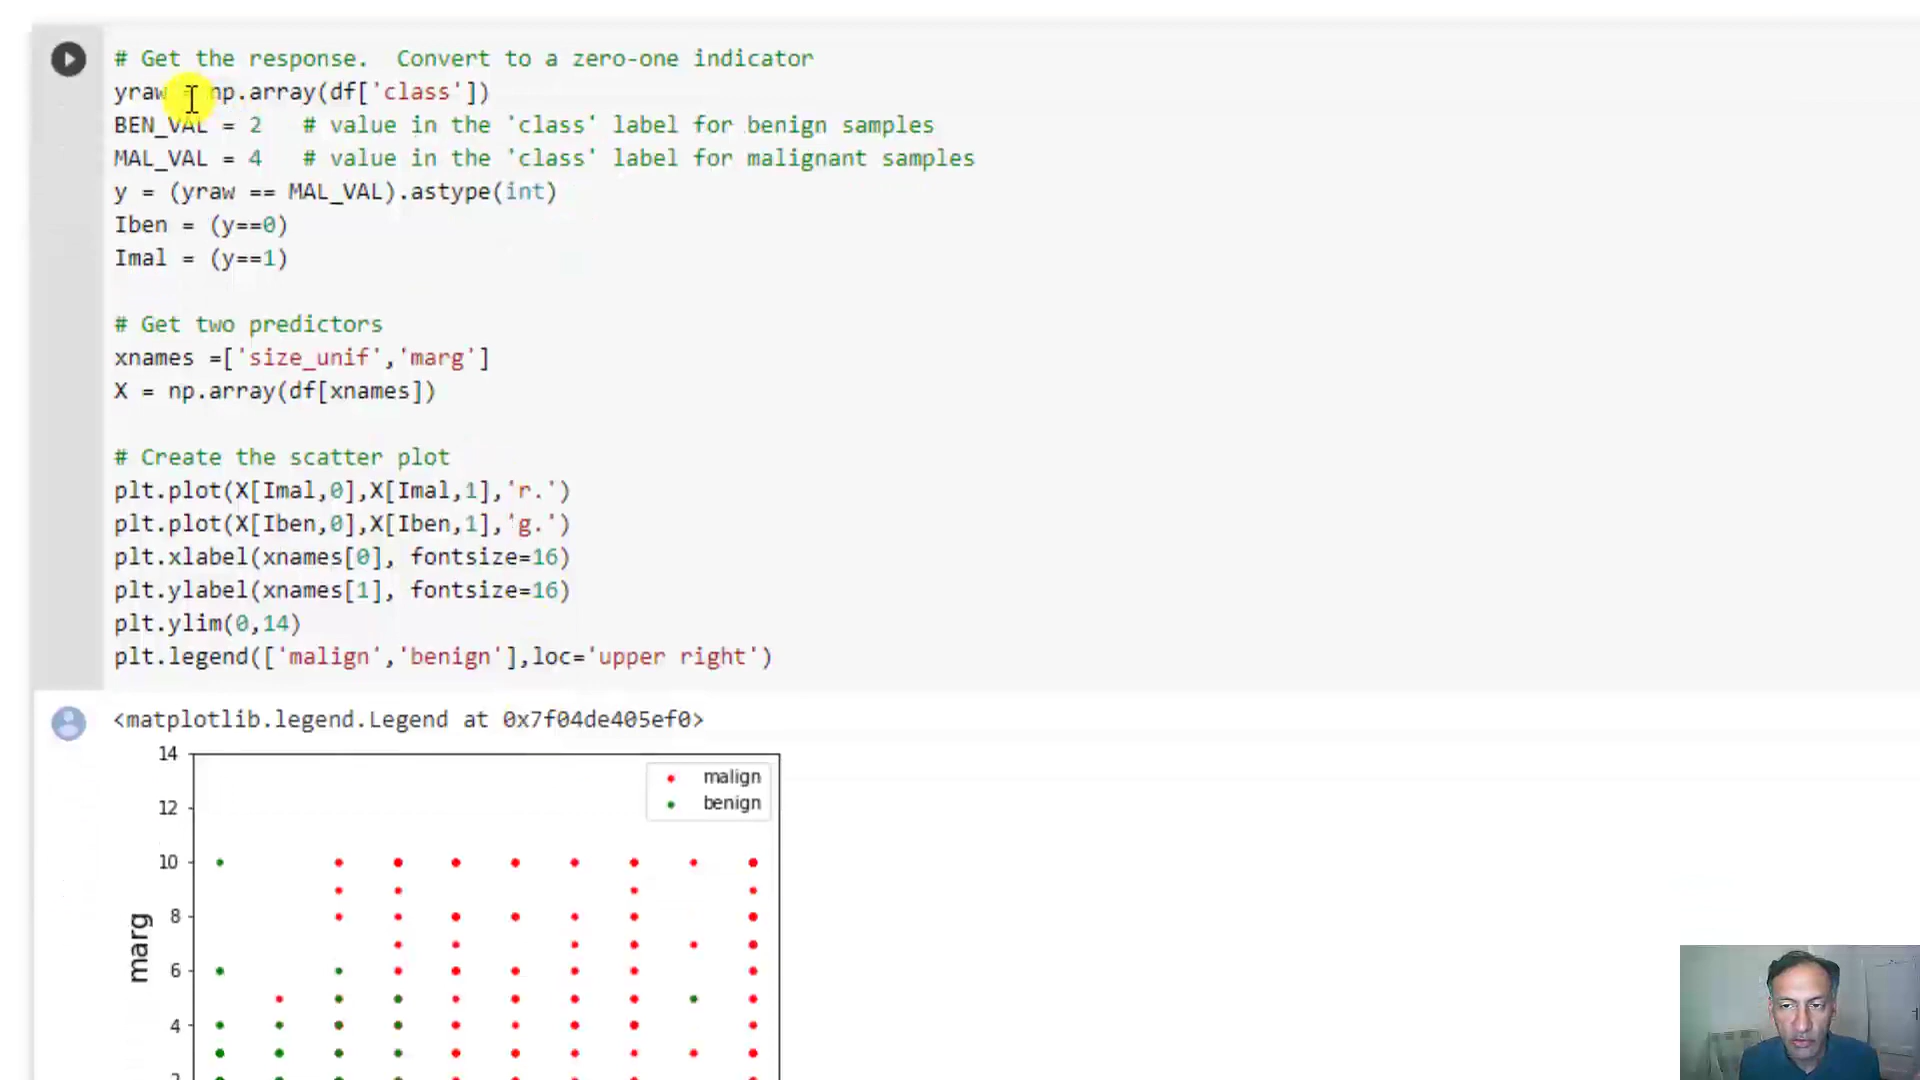 # Get the response.  Convert to a zero-one indicator
yraw = np.array(df['class'])
BEN_VAL = 2   # value in the 'class' label for benign samples
MAL_VAL = 4   # value in the 'class' label for malignant samples
y = (yraw == MAL_VAL).astype(int)
Iben = (y==0)
Imal = (y==1)
# Get two predictors
xnames =['size_unif','marg']
X = np.array(df[xnames])
# Create the scatter plot
plt.plot(X[Imal,0],X[Imal,1],'r.')
plt.plot(X[Iben,0],X[Iben,1],'g.')
plt.xlabel(xnames[0], fontsize=16)
plt.ylabel(xnames[1], fontsize=16)
plt.ylim(0,14)
plt.legend(['malign','benign'],loc='upper right')
<matplotlib.legend.Legend at 0x7f04de405ef0>
14
malign
benign
12
10
8
marg
6
4
2